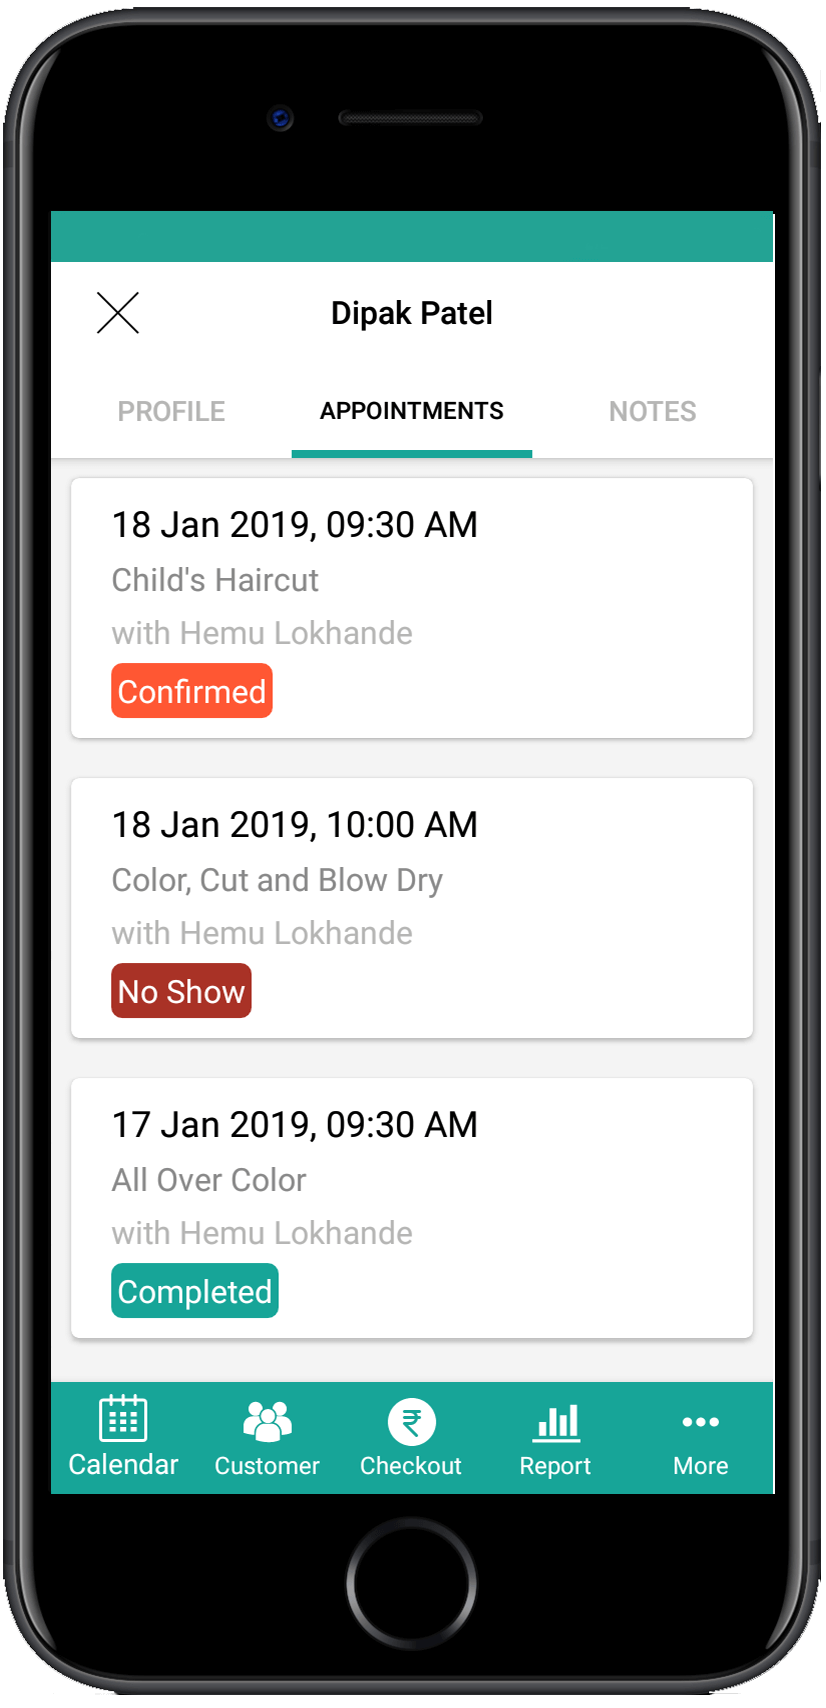 Dipak Patel
PROFILE APPOINTMENTS NOTES
18 Jan 2019, 09:30 AM
Child's Haircut
with Hemu Lokhande
Confirmed
18 Jan 2019, 10:00 AM
Color, Cut and Blow Dry
with Hemu Lokhande
No Show
17 Jan 2019, 09:30 AM
All Over Color
with Hemu Lokhande
Completed
₹
Calendar Customer Checkout Report More